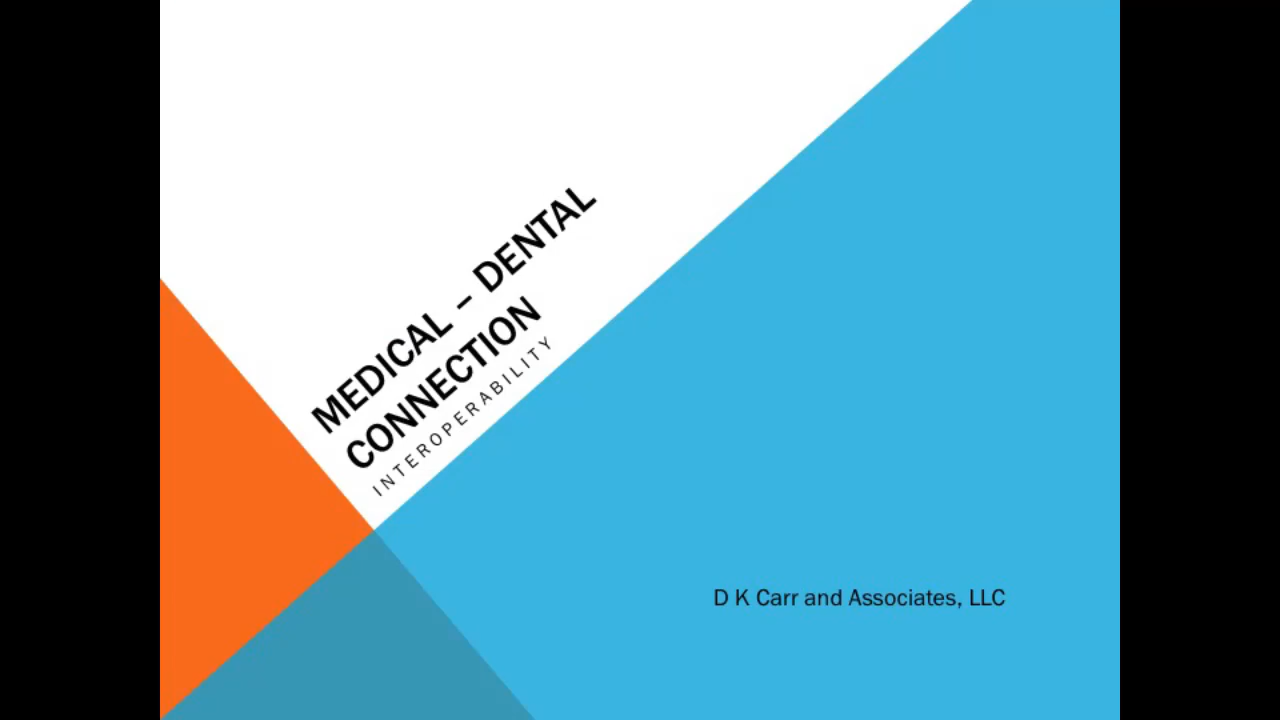 MEDICAL – DENTAL
CONNECTION
INTEROPERABILITY
D K Carr and Associates, LLC